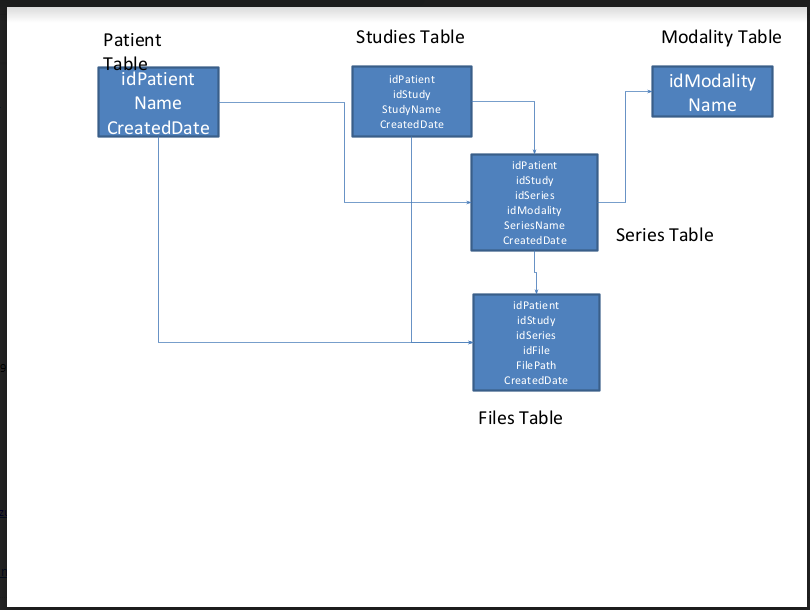 Patient
Table
idPatient
Name
CreatedDate
Studies Table
idPatient
idStudy
StudyName
CreatedDate
Modality Table
idModality
Name
idPatient
idStudy
idSeries
idModality
SeriesName
CreatedDate
Series Table
idPatient
idStudy
idSeries
idFile
FilePath
CreatedDate
Files Table